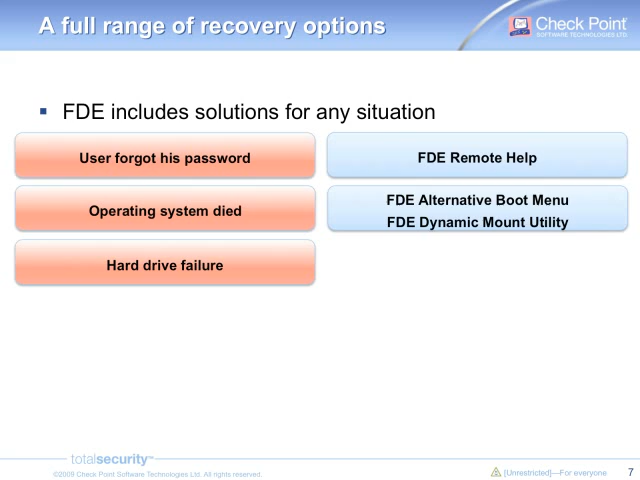 A full range of recovery options
Check Point
SOFTWARE TECHNOLOGIES LTD.
FDE includes solutions for any situation
User forgot his password
FDE Remote Help
Operating system died
FDE Alternative Boot Menu
FDE Dynamic Mount Utility
Hard drive failure
totalsecurity™
©2009 Check Point Software Technologies Ltd. All rights reserved.
[Unrestricted]—For everyone
7